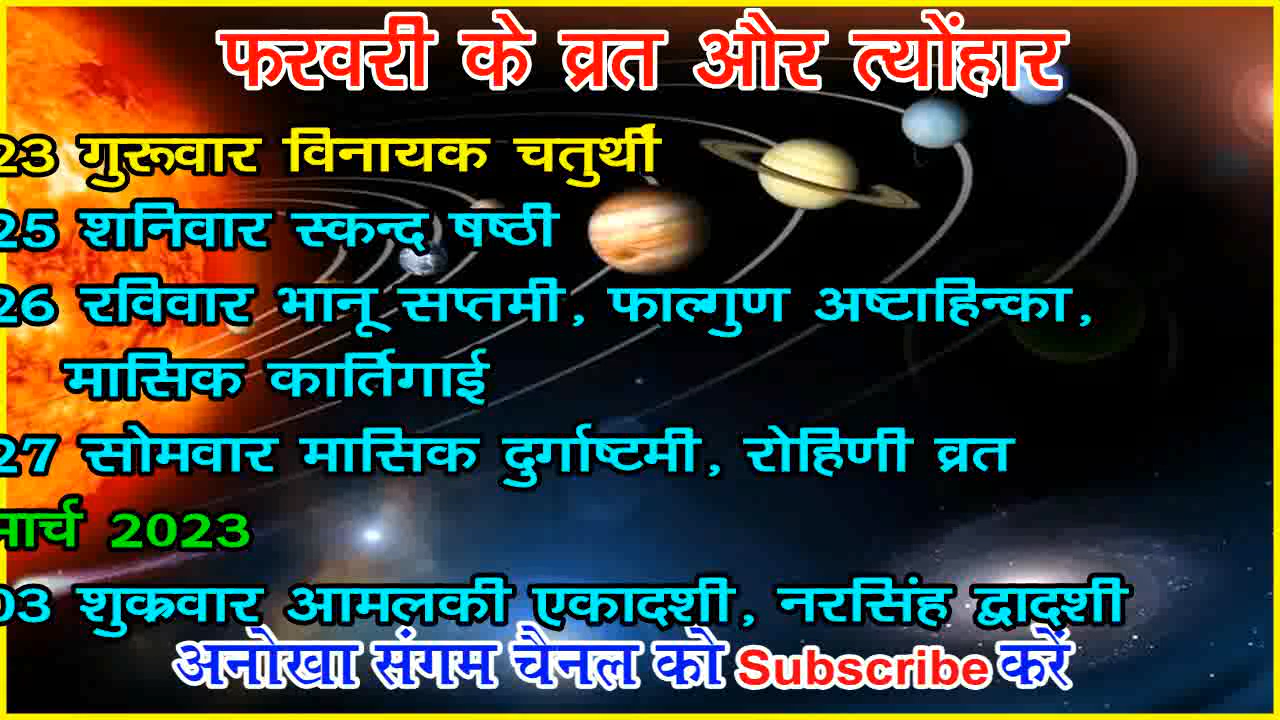 फरवरी के व्रत और त्योंहार
23 गुरूवार विनायक चतुर्थी
25 शनिवार स्कन्द षष्ठी
26 रविवार भानू सप्तमी, फाल्गुण अष्टाहिन्का,
मासिक कार्तिगाई
27 सोमवार मासिक दुर्गाष्टमी, रोहिणी व्रत
मार्च 2023
03 शुक्रवार आमलकी एकादशी, नरसिंह द्वादशी
अनोखा संगम चैनल को Subscribe करें